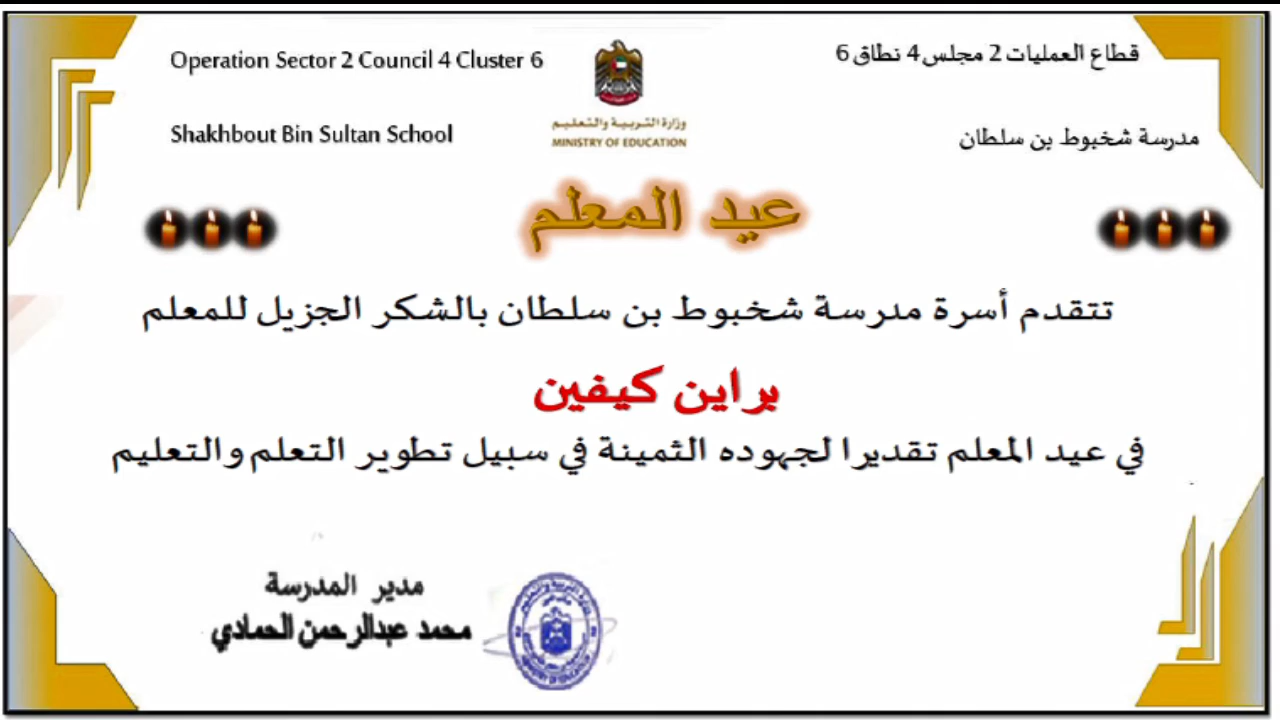 Operation Sector 2 Council 4 Cluster 6
قطاع العمليات 2 مجلس 4 نطاق 6
وزارة التربية والتعليم
MINISTRY OF EDUCATION
Shakhbout Bin Sultan School
مدرسة شخبوط بن سلطان
عيد المعلم
تتقدم أسرة مدرسة شخبوط بن سلطان بالشكر الجزيل للمعلم
براين كيفين
في عيد المعلم تقديرا لجهوده الثمينة في سبيل تطوير التعلم والتعليم
مدير المدرسة
محمد عبدالرحمن الحمادي
MINISTRY OF EDUCATION